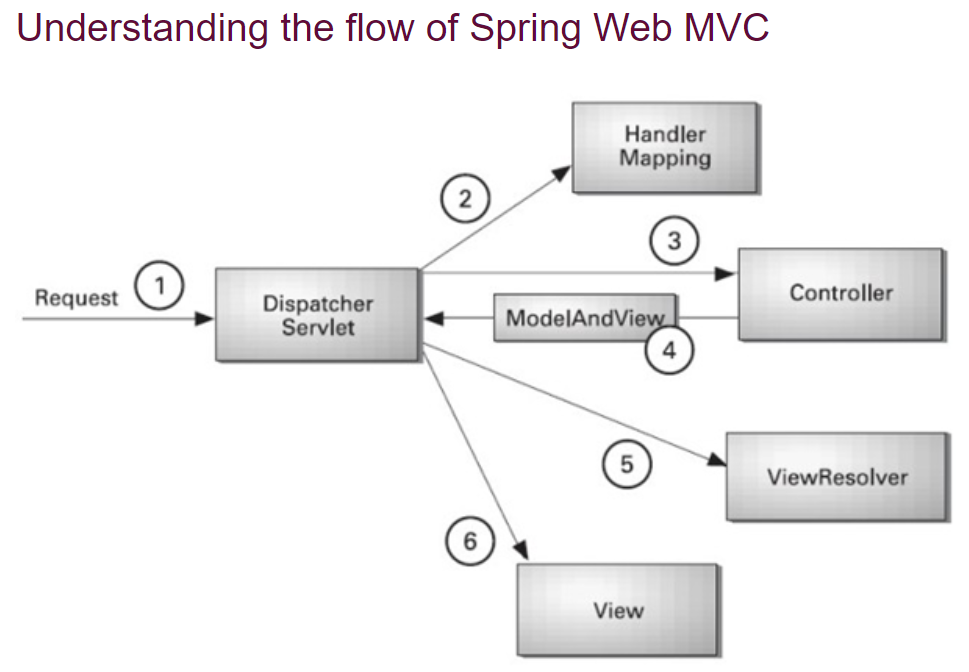 Understanding the flow of Spring Web MVC
Handler
Mapping
2
3
1
Request
Dispatcher
Servlet
Controller
ModelAndView
4
5
ViewResolver
6
View